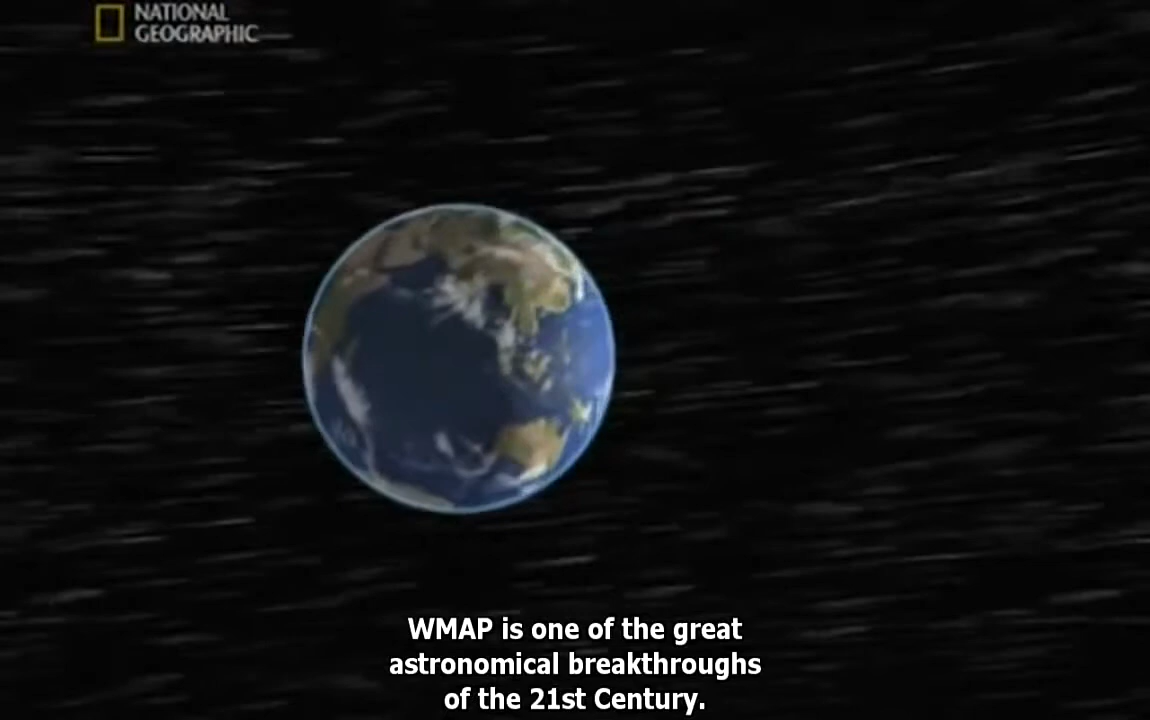 NATIONAL
GEOGRAPHIC
WMAP is one of the great
astronomical breakthroughs
of the 21st Century.